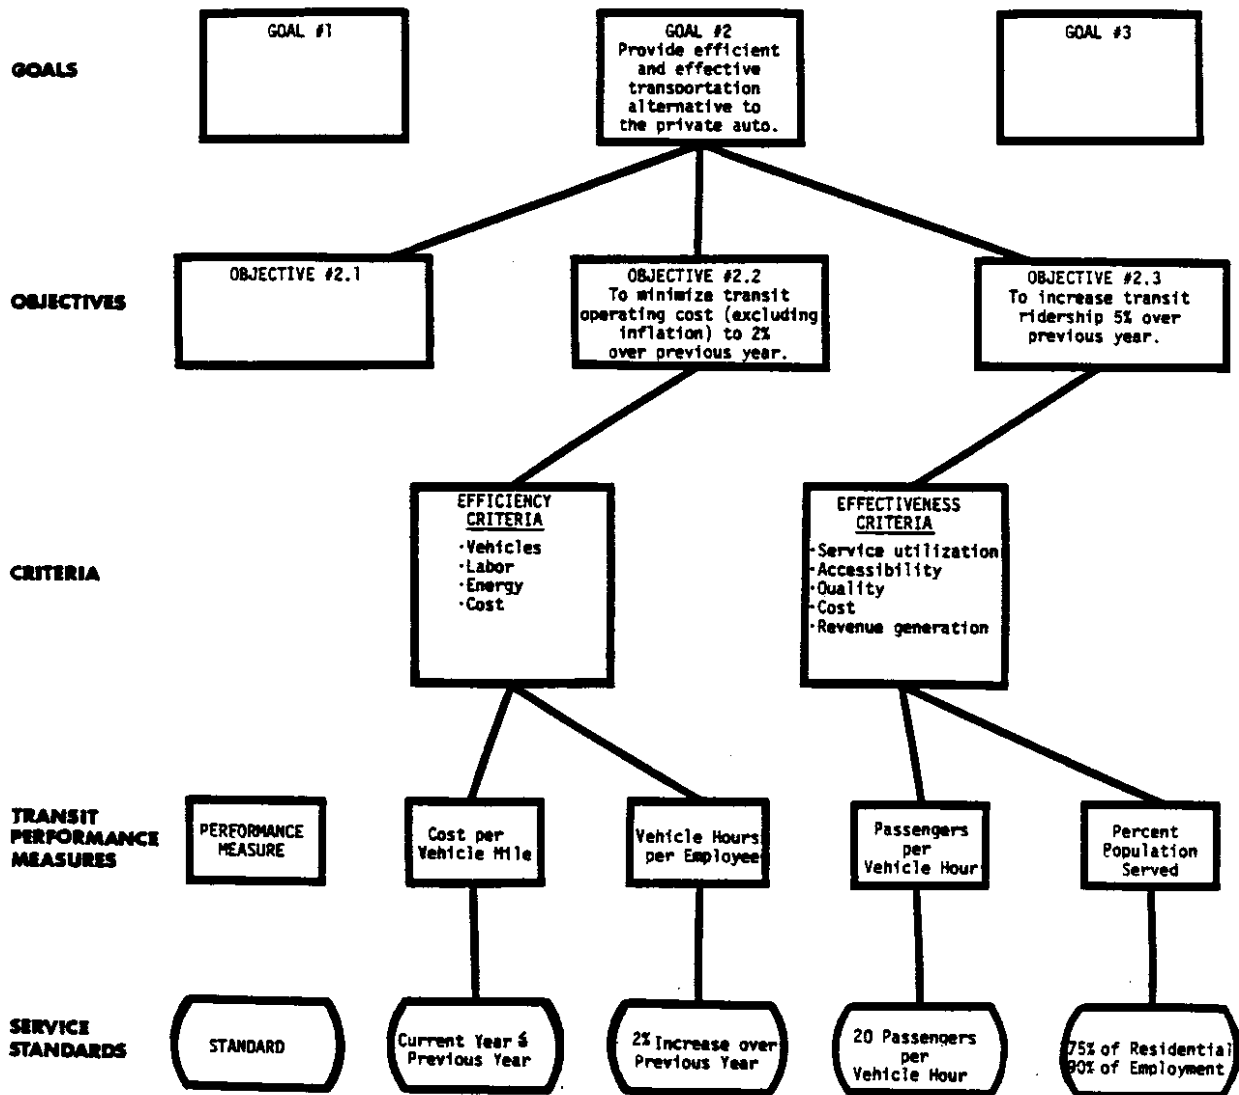 GOALS
GOAL #1
GOAL #2
Provide efficient
and effective
transportation
alternative to
the private auto.
GOAL #3
OBJECTIVES
OBJECTIVE #2.1
OBJECTIVE #2.2
To minimize transit
operating cost (excluding
inflation) to 2%
over previous year.
OBJECTIVE #2.3
To increase transit
ridership 5% over
previous year.
CRITERIA
EFFICIENCY
CRITERIA
·Vehicles
·Labor
·Energy
·Cost
EFFECTIVENESS
CRITERIA
·Service utilization
·Accessibility
·Quality
·Cost
·Revenue generation
TRANSIT
PERFORMANCE
MEASURES
PERFORMANCE
MEASURE
Cost per
Vehicle Mile
Vehicle Hours
per Employee
Passengers
per
Vehicle Hour
Percent
Population
Served
SERVICE
STANDARDS
STANDARD
Current Year
Previous Year
2% Increase over
Previous Year
20 Passengers
per
Vehicle Hour
75% of Residential
90% of Employment